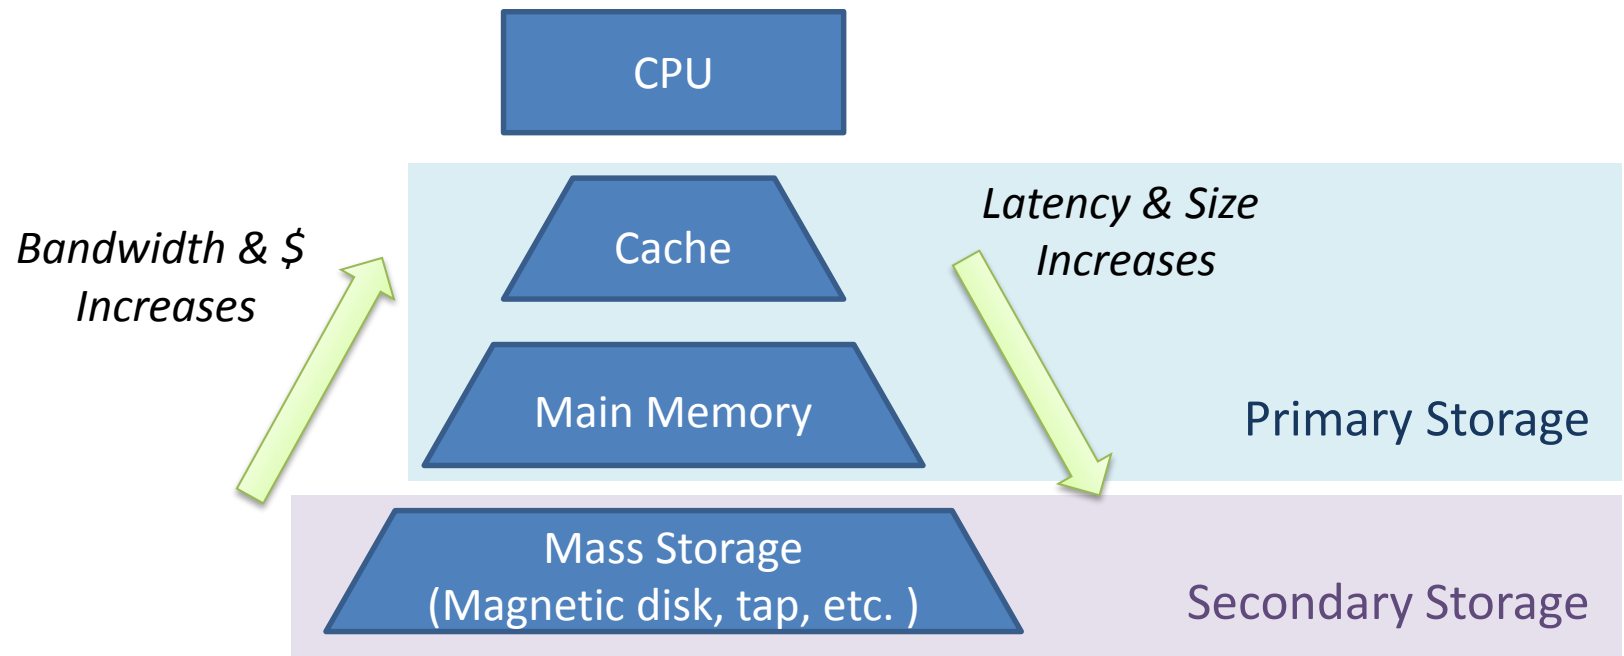 CPU
Bandwidth & $
Increases
Cache
Latency & Size
Increases
Main Memory
Primary Storage
Mass Storage
(Magnetic disk, tap, etc. )
Secondary Storage